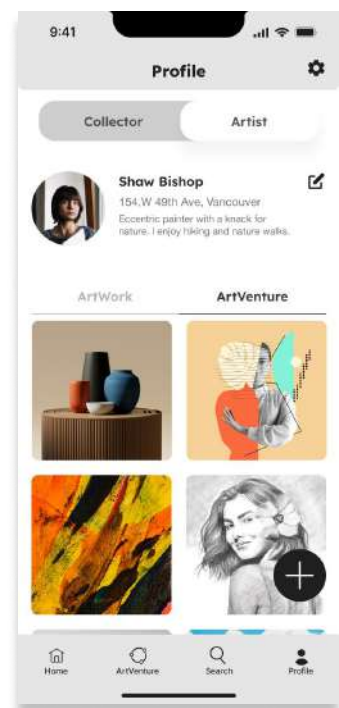 9:41
Profile
Collector
Artist
Shaw Bishop
154,W 49th Ave, Vancouver
Eccentric painter with a knack for
nature. I enjoy hiking and nature walks.
ArtWork
ArtVenture
Home
ArtVenture
Search
Profile